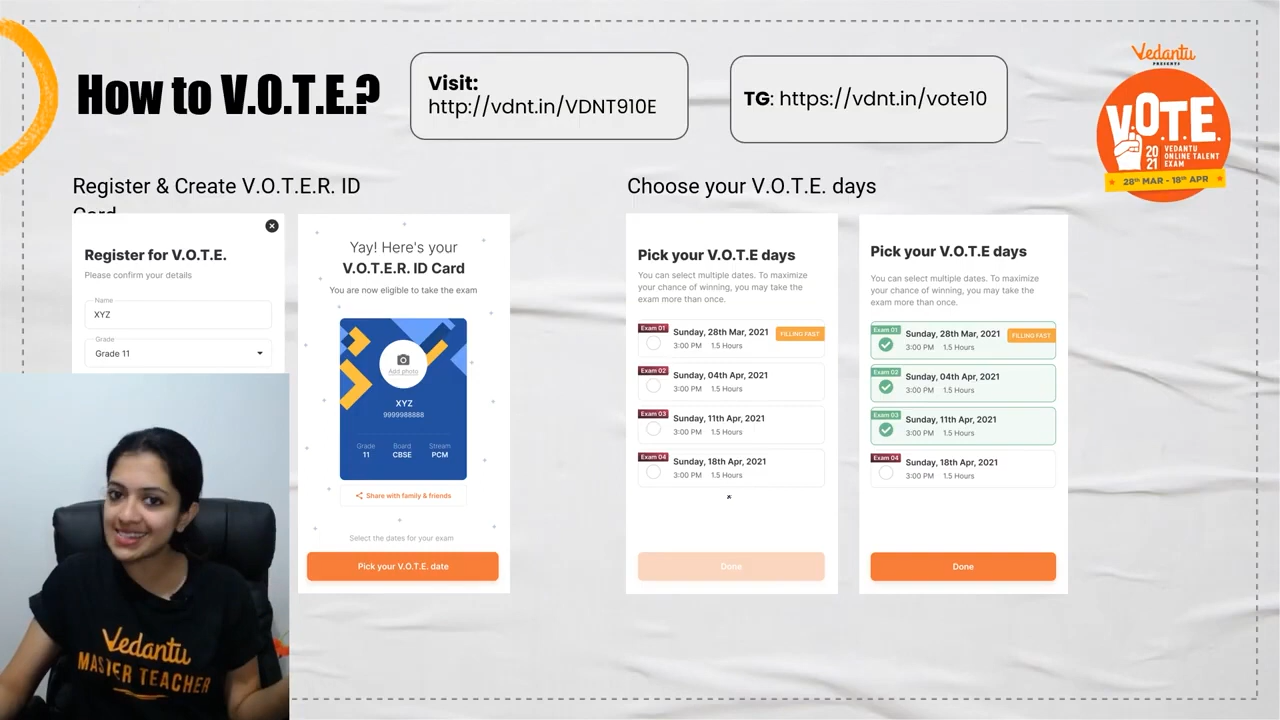 How to V.O.T.E.?
Visit:
http://vdnt.in/VDNT910E
TG: https://vdnt.in/vote10
Vedantu
PRESENTS
V.O.T.E.
20
21
VEDANTU
ONLINE TALENT
EXAM
28th MAR - 18th APR
Register & Create V.O.T.E.R. ID
Card
Register for V.O.T.E.
Please confirm your details
Name
XYZ
Grade
Grade 11
Yay! Here's your
V.O.T.E.R. ID Card
You are now eligible to take the exam
Add photo
XYZ
9999988888
Grade Board Stream
11 CBSE PCM
Share with family & friends
Select the dates for your exam
Pick your V.O.T.E. date
Choose your V.O.T.E. days
Pick your V.O.T.E days
You can select multiple dates. To maximize
your chance of winning, you may take the
exam more than once.
Exam 01
Sunday, 28th Mar, 2021
FILLING FAST
3:00 PM 1.5 Hours
Exam 02
Sunday, 04th Apr, 2021
3:00 PM 1.5 Hours
Exam 03
Sunday, 11th Apr, 2021
3:00 PM 1.5 Hours
Exam 04
Sunday, 18th Apr, 2021
3:00 PM 1.5 Hours
Done
Pick your V.O.T.E days
You can select multiple dates. To maximize
your chance of winning, you may take the
exam more than once.
Exam 01
Sunday, 28th Mar, 2021
FILLING FAST
3:00 PM 1.5 Hours
Exam 02
Sunday, 04th Apr, 2021
3:00 PM 1.5 Hours
Exam 03
Sunday, 11th Apr, 2021
3:00 PM 1.5 Hours
Exam 04
Sunday, 18th Apr, 2021
3:00 PM 1.5 Hours
Done
Vedantu
MASTER TEACHER